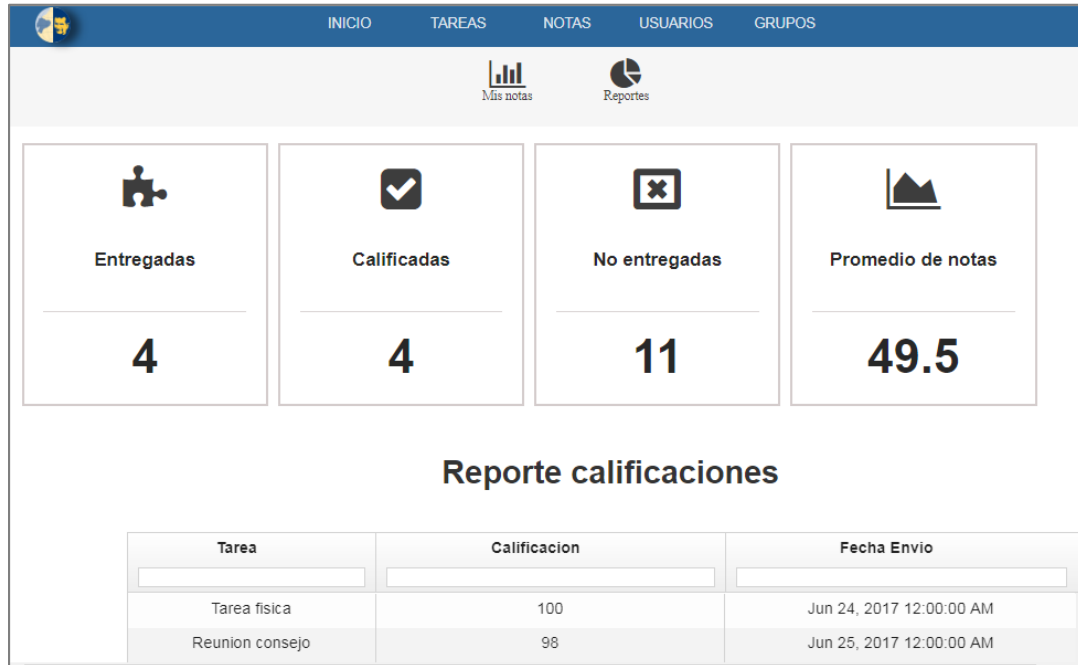 INICIO TAREAS NOTAS USUARIOS GRUPOS
Mis notas Reportes
Entregadas Calificadas No entregadas Promedio de notas
4 4 11 49.5
Reporte calificaciones
Tarea Calificacion Fecha Envio
Tarea fisica 100 Jun 24, 2017 12:00:00 AM
Reunion consejo 98 Jun 25, 2017 12:00:00 AM